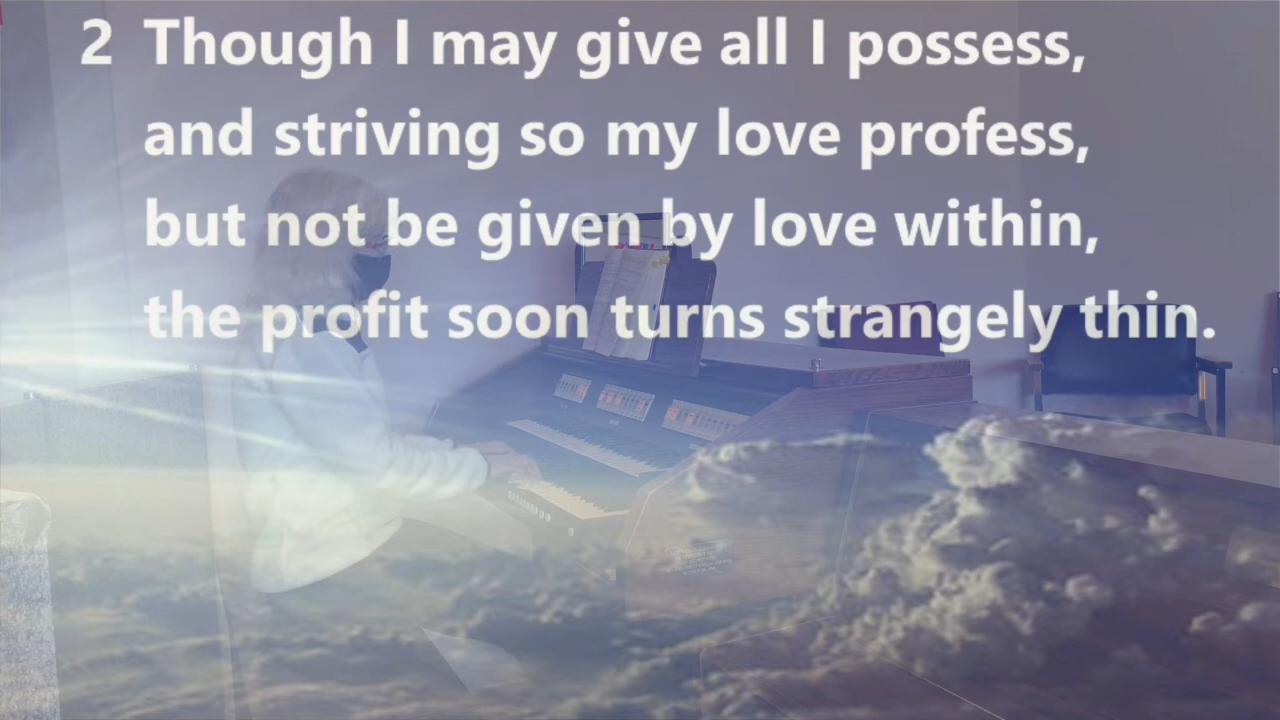 2 Though I may give all I possess,
and striving so my love profess,
but not be given by love within,
the profit soon turns strangely thin.